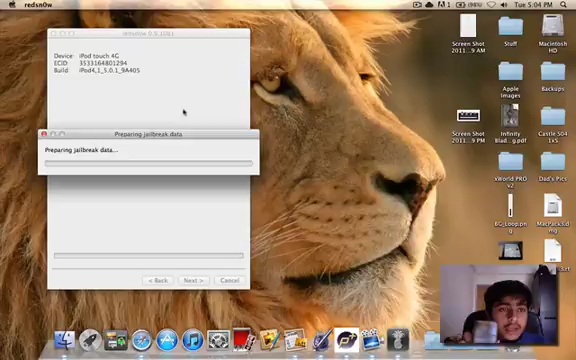 redsn0w
Tue 5:04 PM
redsn0w 0.9.10b1
Device iPod touch 4G
ECID 3533164801294
Build iPod4,1_5.0.1_9A405
Preparing jailbreak data
Preparing jailbreak data...
< Back
Next >
Cancel
Screen Shot
2011...9 AM
Stuff
Macintosh
HD
Apple
Images
Backups
Screen Shot
2011...9 PM
Infinity
Blad...g.pdf
Castle S04
1x5
VWorld PRO
v2
Dad's Pics
BG_Loop.png
MacPack3.d
mg